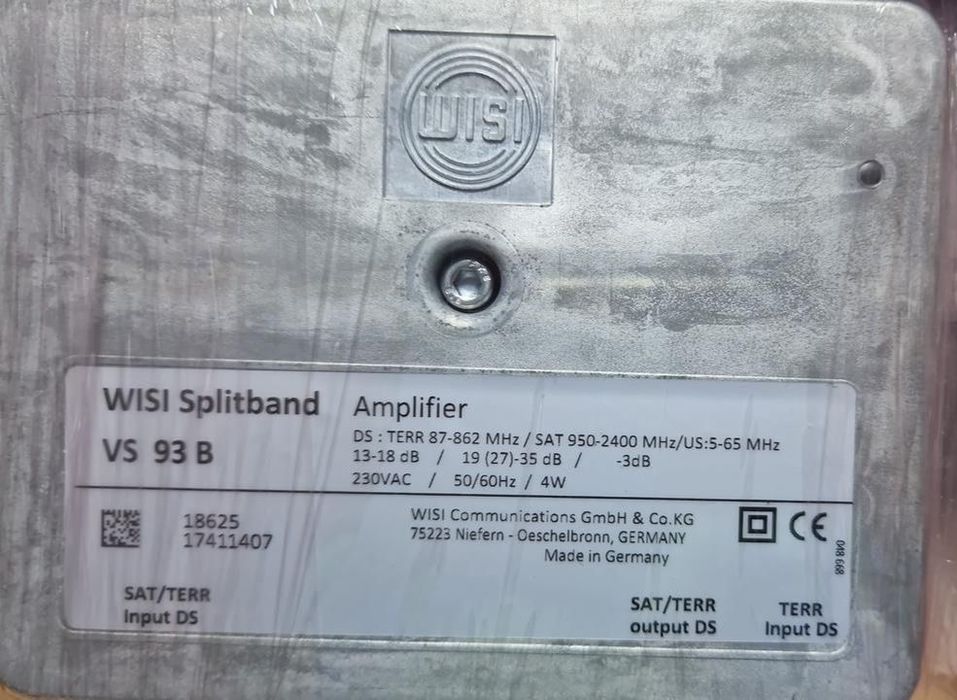 WISI
WISI Splitband Amplifier
VS 93 B
DS : TERR 87-862 MHz / SAT 950-2400 MHz/US:5-65 MHz
13-18 dB / 19 (27)-35 dB / -3dB
230VAC / 50/60Hz / 4W
18625
17411407
WISI Communications GmbH & Co.KG
75223 Niefern - Oeschelbronn, GERMANY
Made in Germany
CE
048 668
SAT/TERR
Input DS
SAT/TERR
output DS
TERR
Input DS